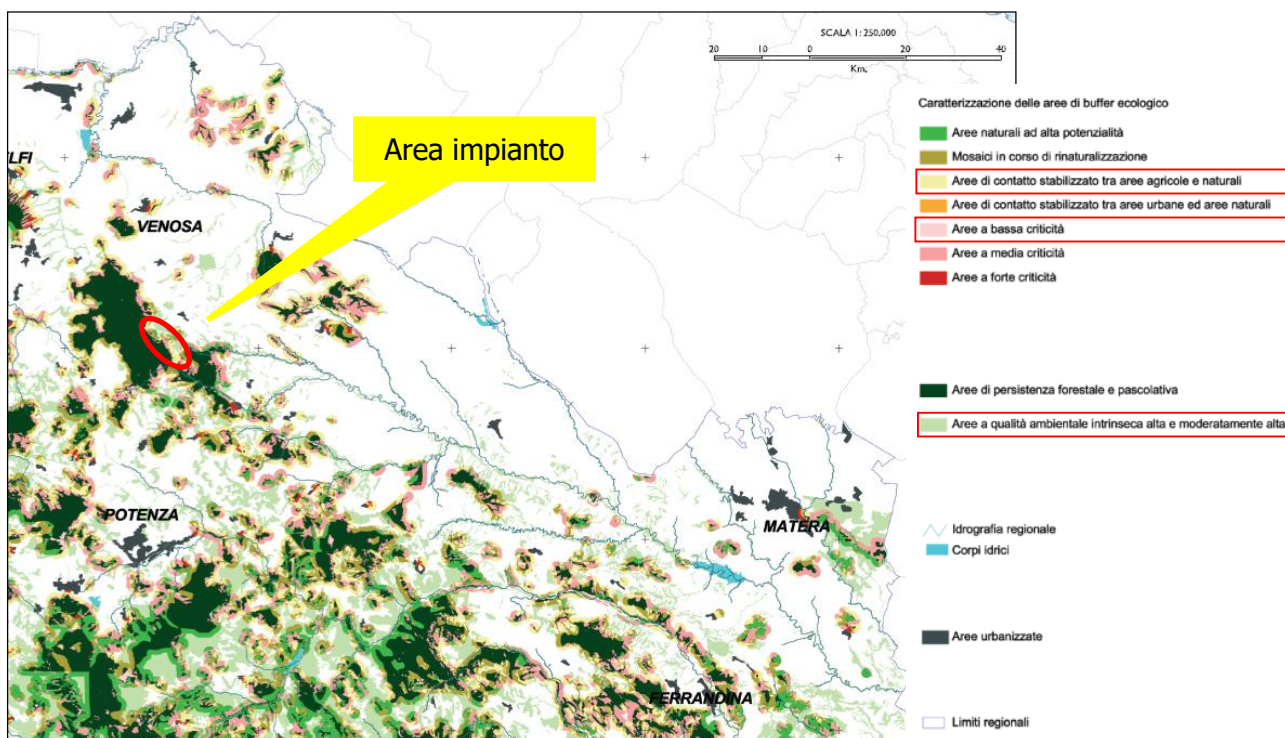 SCALA 1: 250.000
20 10 0 20 40
Km.
Caratterizzazione delle aree di buffer ecologico
Aree naturali ad alta potenzialità
Mosaici in corso di rinaturalizzazione
Aree di contatto stabilizzato tra aree agricole e naturali
Aree di contatto stabilizzato tra aree urbane ed aree naturali
Aree a bassa criticità
Aree a media criticità
Aree a forte criticità
Aree di persistenza forestale e pascolativa
Aree a qualità ambientale intrinseca alta e moderatamente alta
Idrografia regionale
Corpi idrici
Aree urbanizzate
Limiti regionali
Area impianto
ELFI
VENOSA
POTENZA
MATERA
FERRANDINA